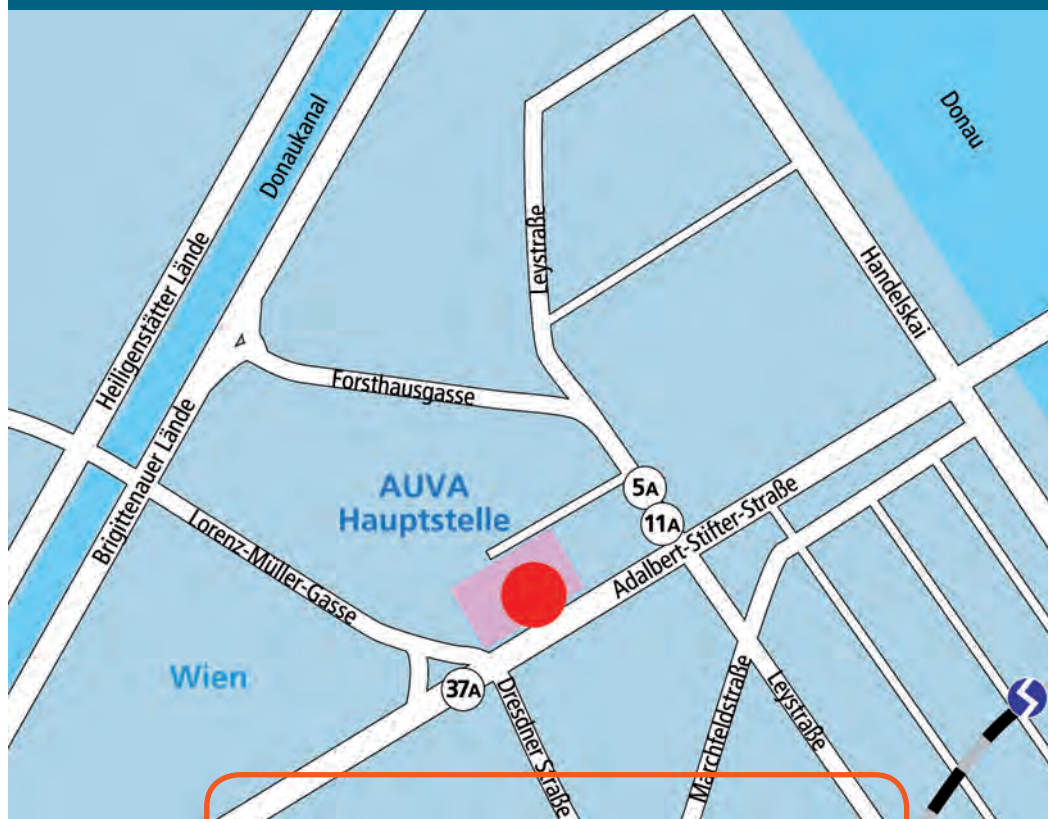 Donau
Donaukanal
Leystraße
Heiligenstätter Lände
Handelskai
Forsthausgasse
Brigittenauer Lände
AUVA
Hauptstelle
5A
11A
Adalbert-Stifter-Straße
Lorenz-Müller-Gasse
Wien
37A
Dresdner Straße
Marchfeldstraße
Leystraße